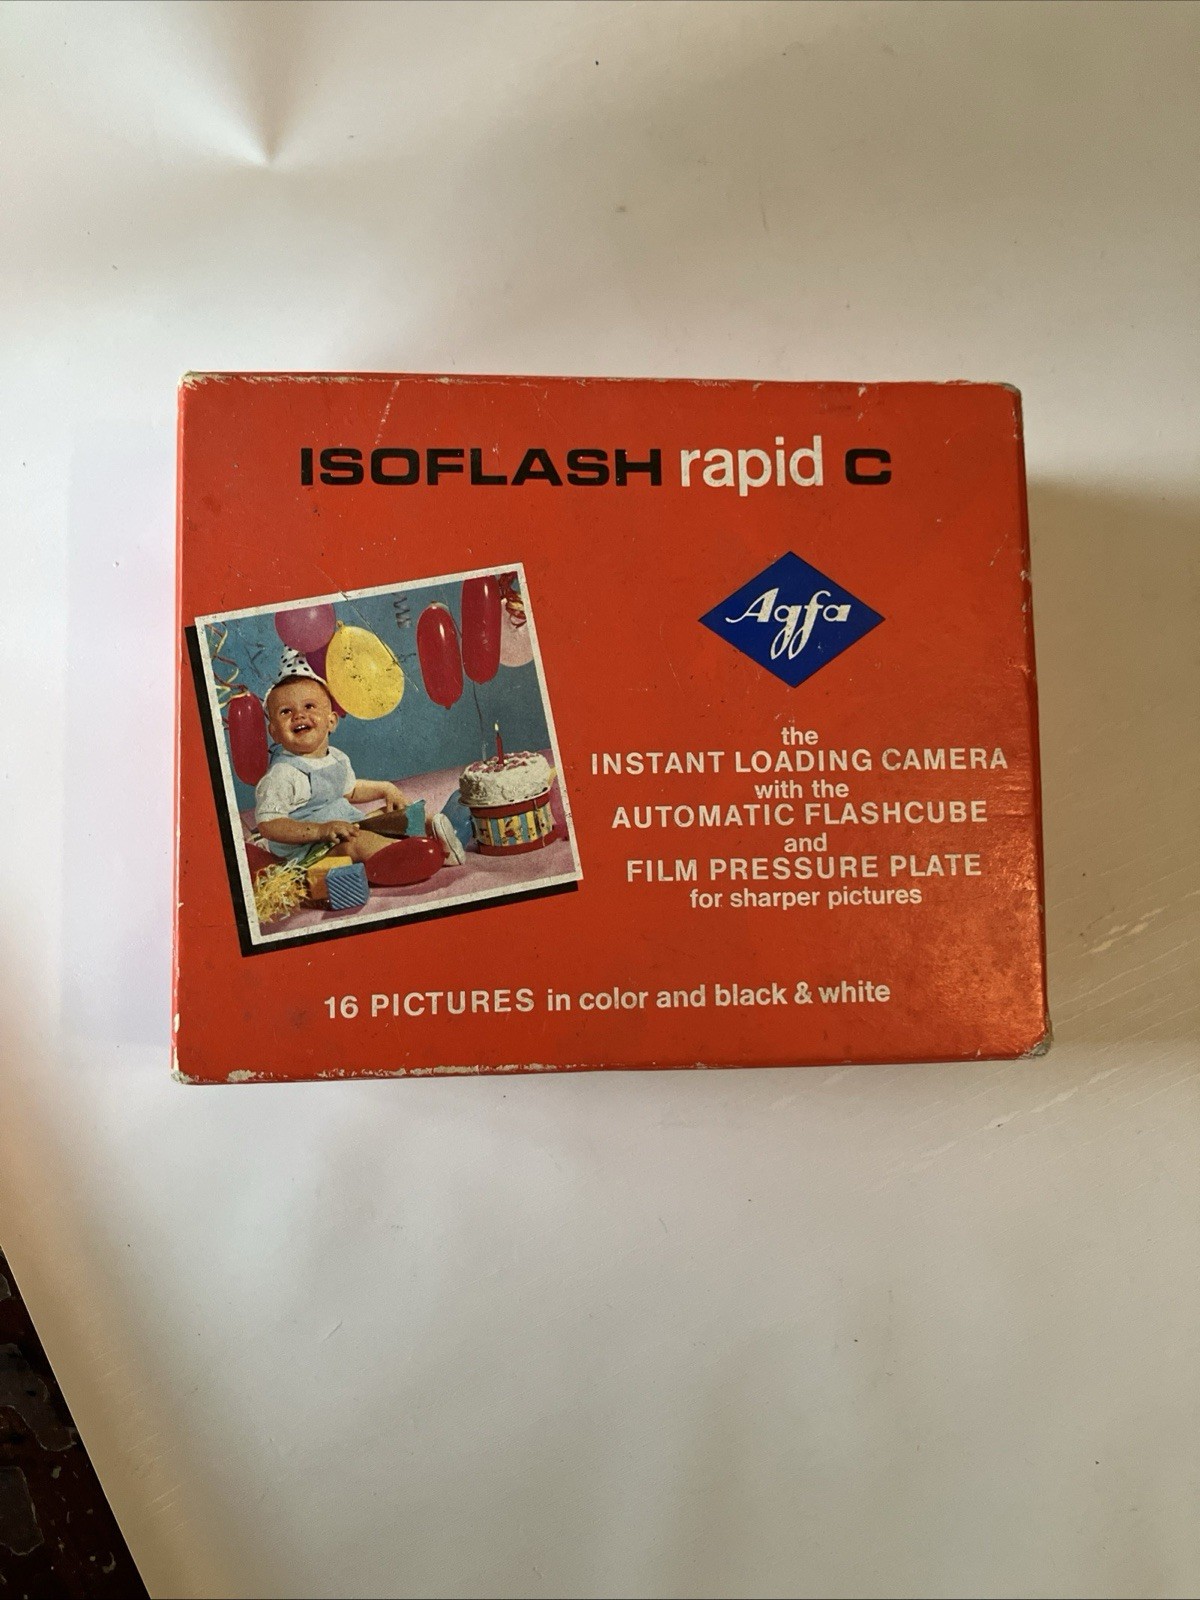 ISOFLASH rapid C
Agfa
the
INSTANT LOADING CAMERA
with the
AUTOMATIC FLASHCUBE
and
FILM PRESSURE PLATE
for sharper pictures
16 PICTURES in color and black & white